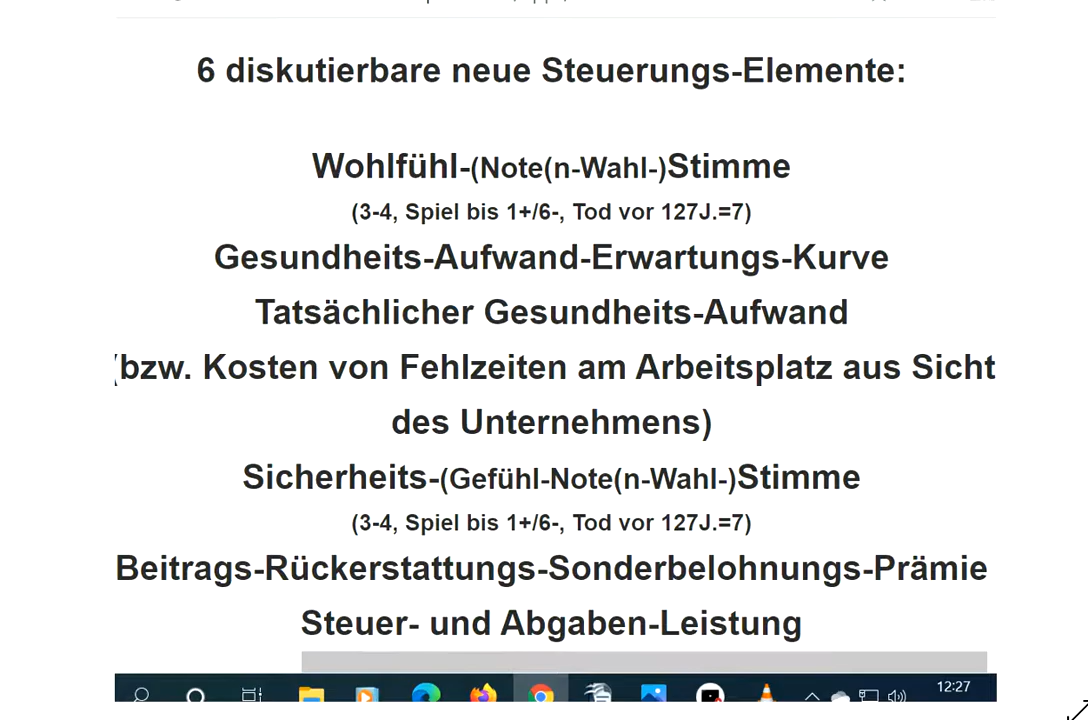 6 diskutierbare neue Steuerungs-Elemente:
Wohlfühl-(Note(n-Wahl-)Stimme
(3-4, Spiel bis 1+/6-, Tod vor 127J.=7)
Gesundheits-Aufwand-Erwartungs-Kurve
Tatsächlicher Gesundheits-Aufwand
(bzw. Kosten von Fehlzeiten am Arbeitsplatz aus Sicht
des Unternehmens)
Sicherheits-(Gefühl-Note(n-Wahl-)Stimme
(3-4, Spiel bis 1+/6-, Tod vor 127J.=7)
Beitrags-Rückerstattungs-Sonderbelohnungs-Prämie
Steuer- und Abgaben-Leistung
12:27